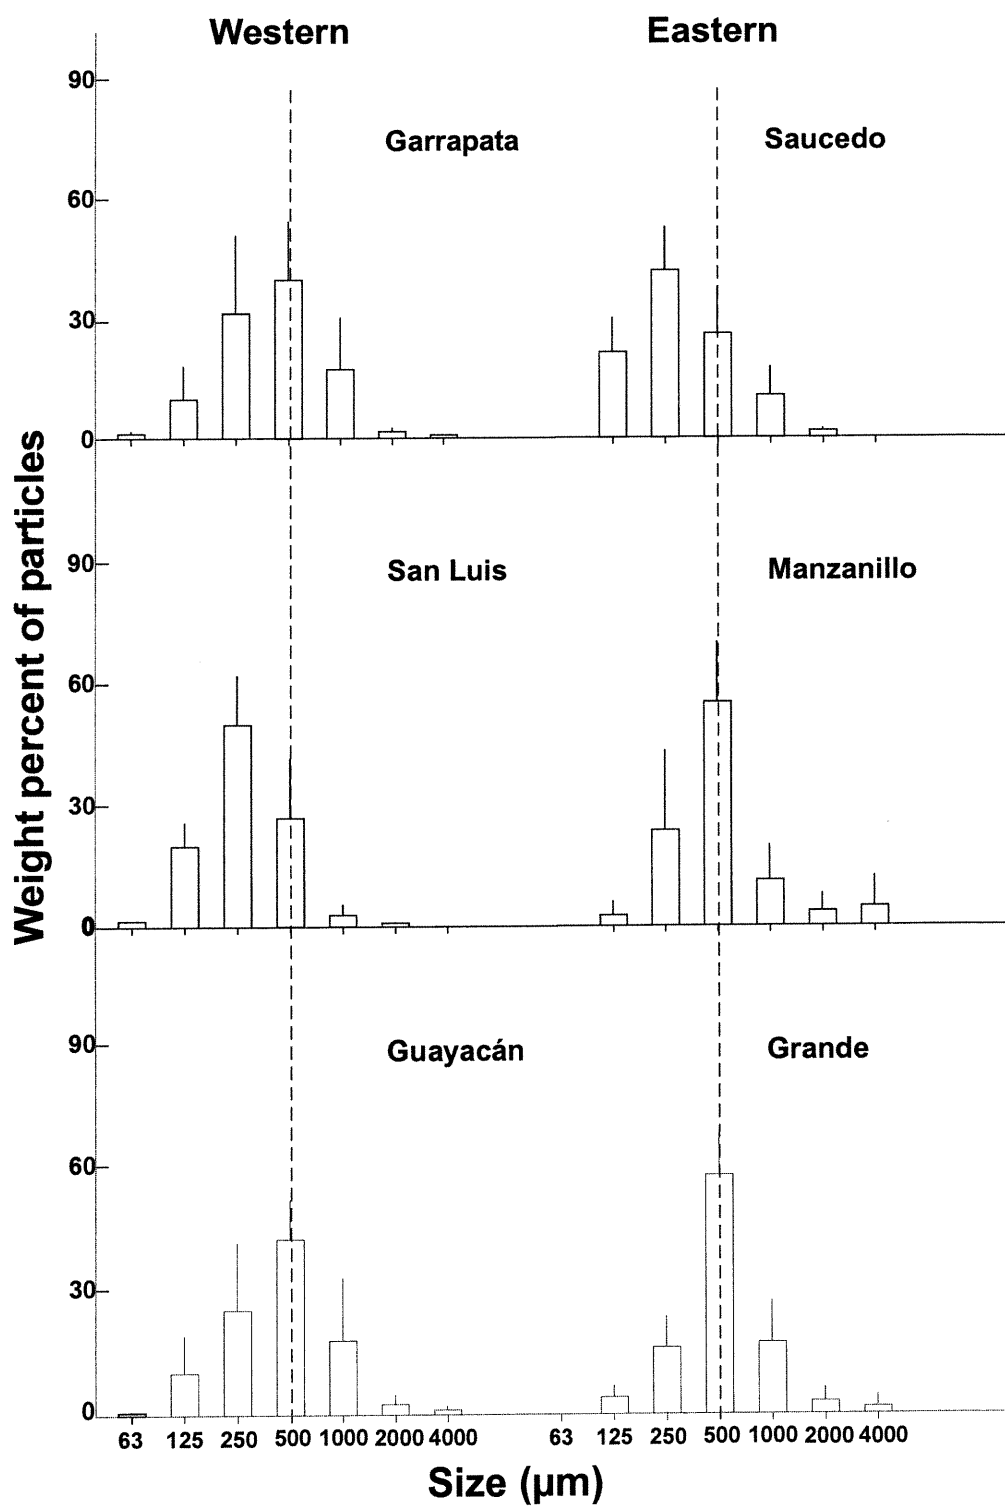 Western Eastern
90
Garrapata Saucedo
60
30
0
Weight percent of particles
90
San Luis Manzanillo
60
30
0
90
Guayacán Grande
60
30
0
63 125 250 500 1000 2000 4000 63 125 250 500 1000 2000 4000
Size (µm)